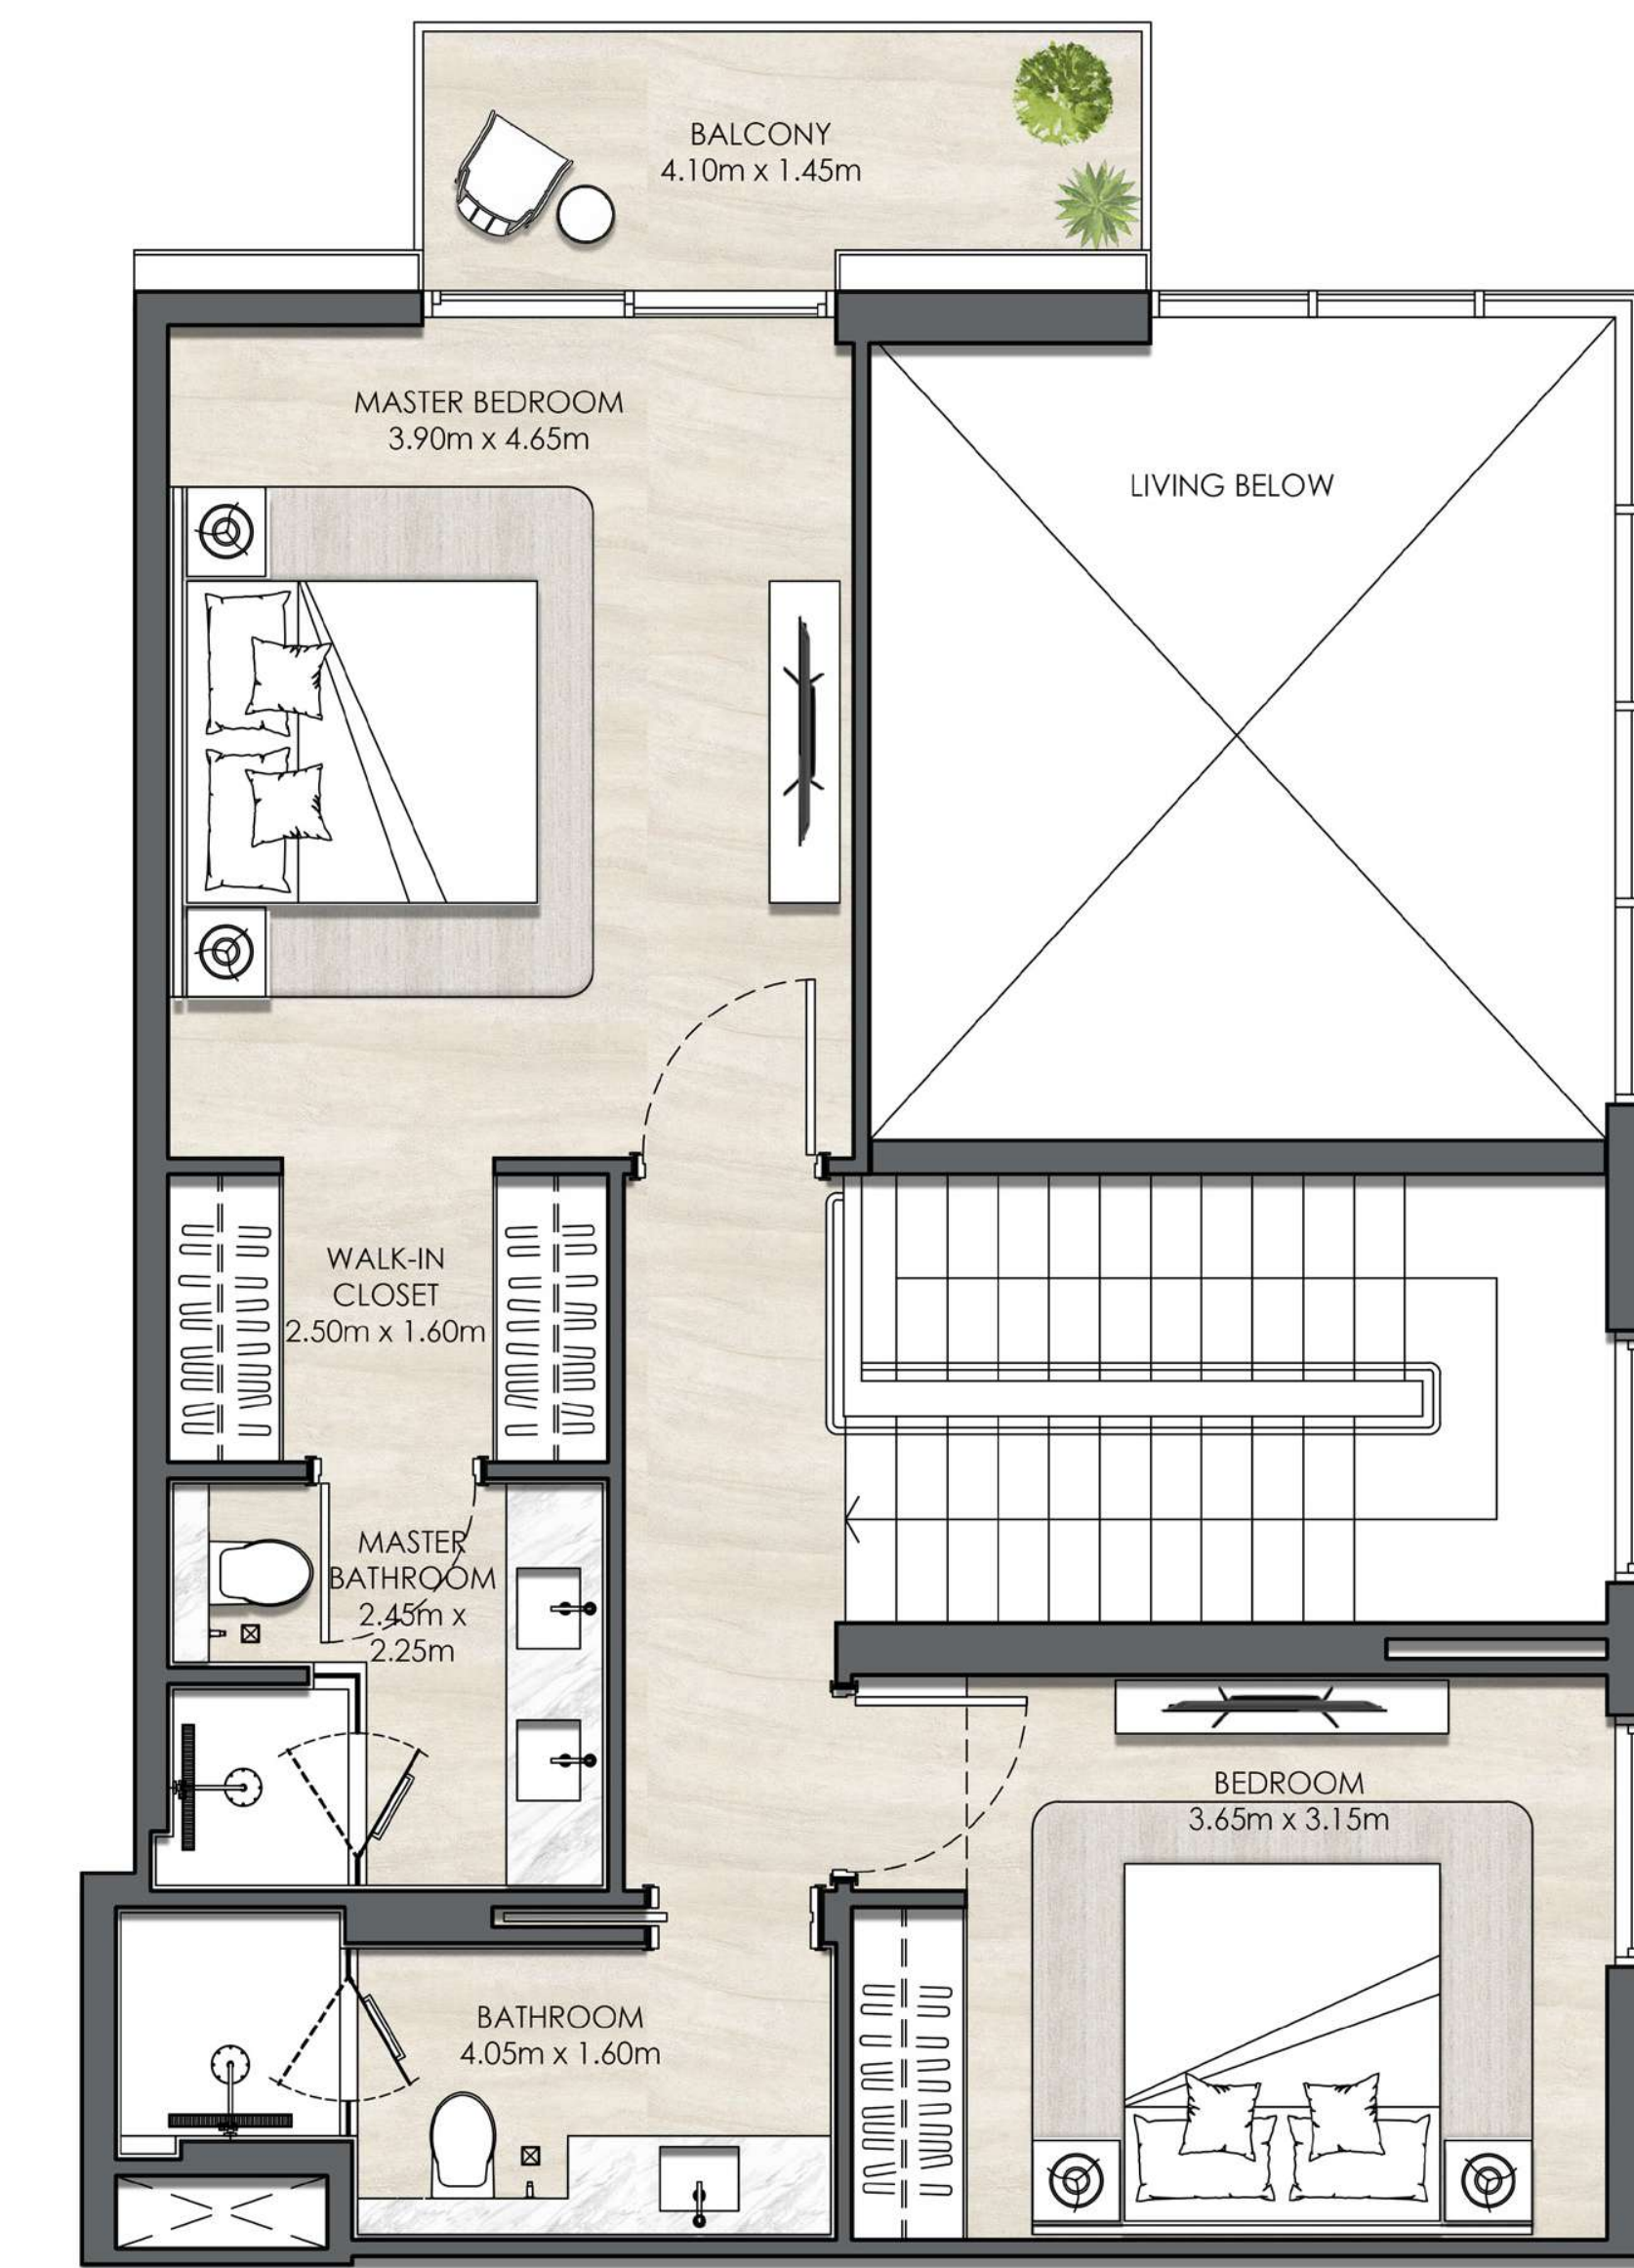 BALCONY
4.10m x 1.45m
MASTER BEDROOM
3.90m x 4.65m
LIVING BELOW
WALK-IN
CLOSET
2.50m x 1.60m
MASTER
BATHROOM
2.45m x
2.25m
BEDROOM
3.65m x 3.15m
BATHROOM
4.05m x 1.60m